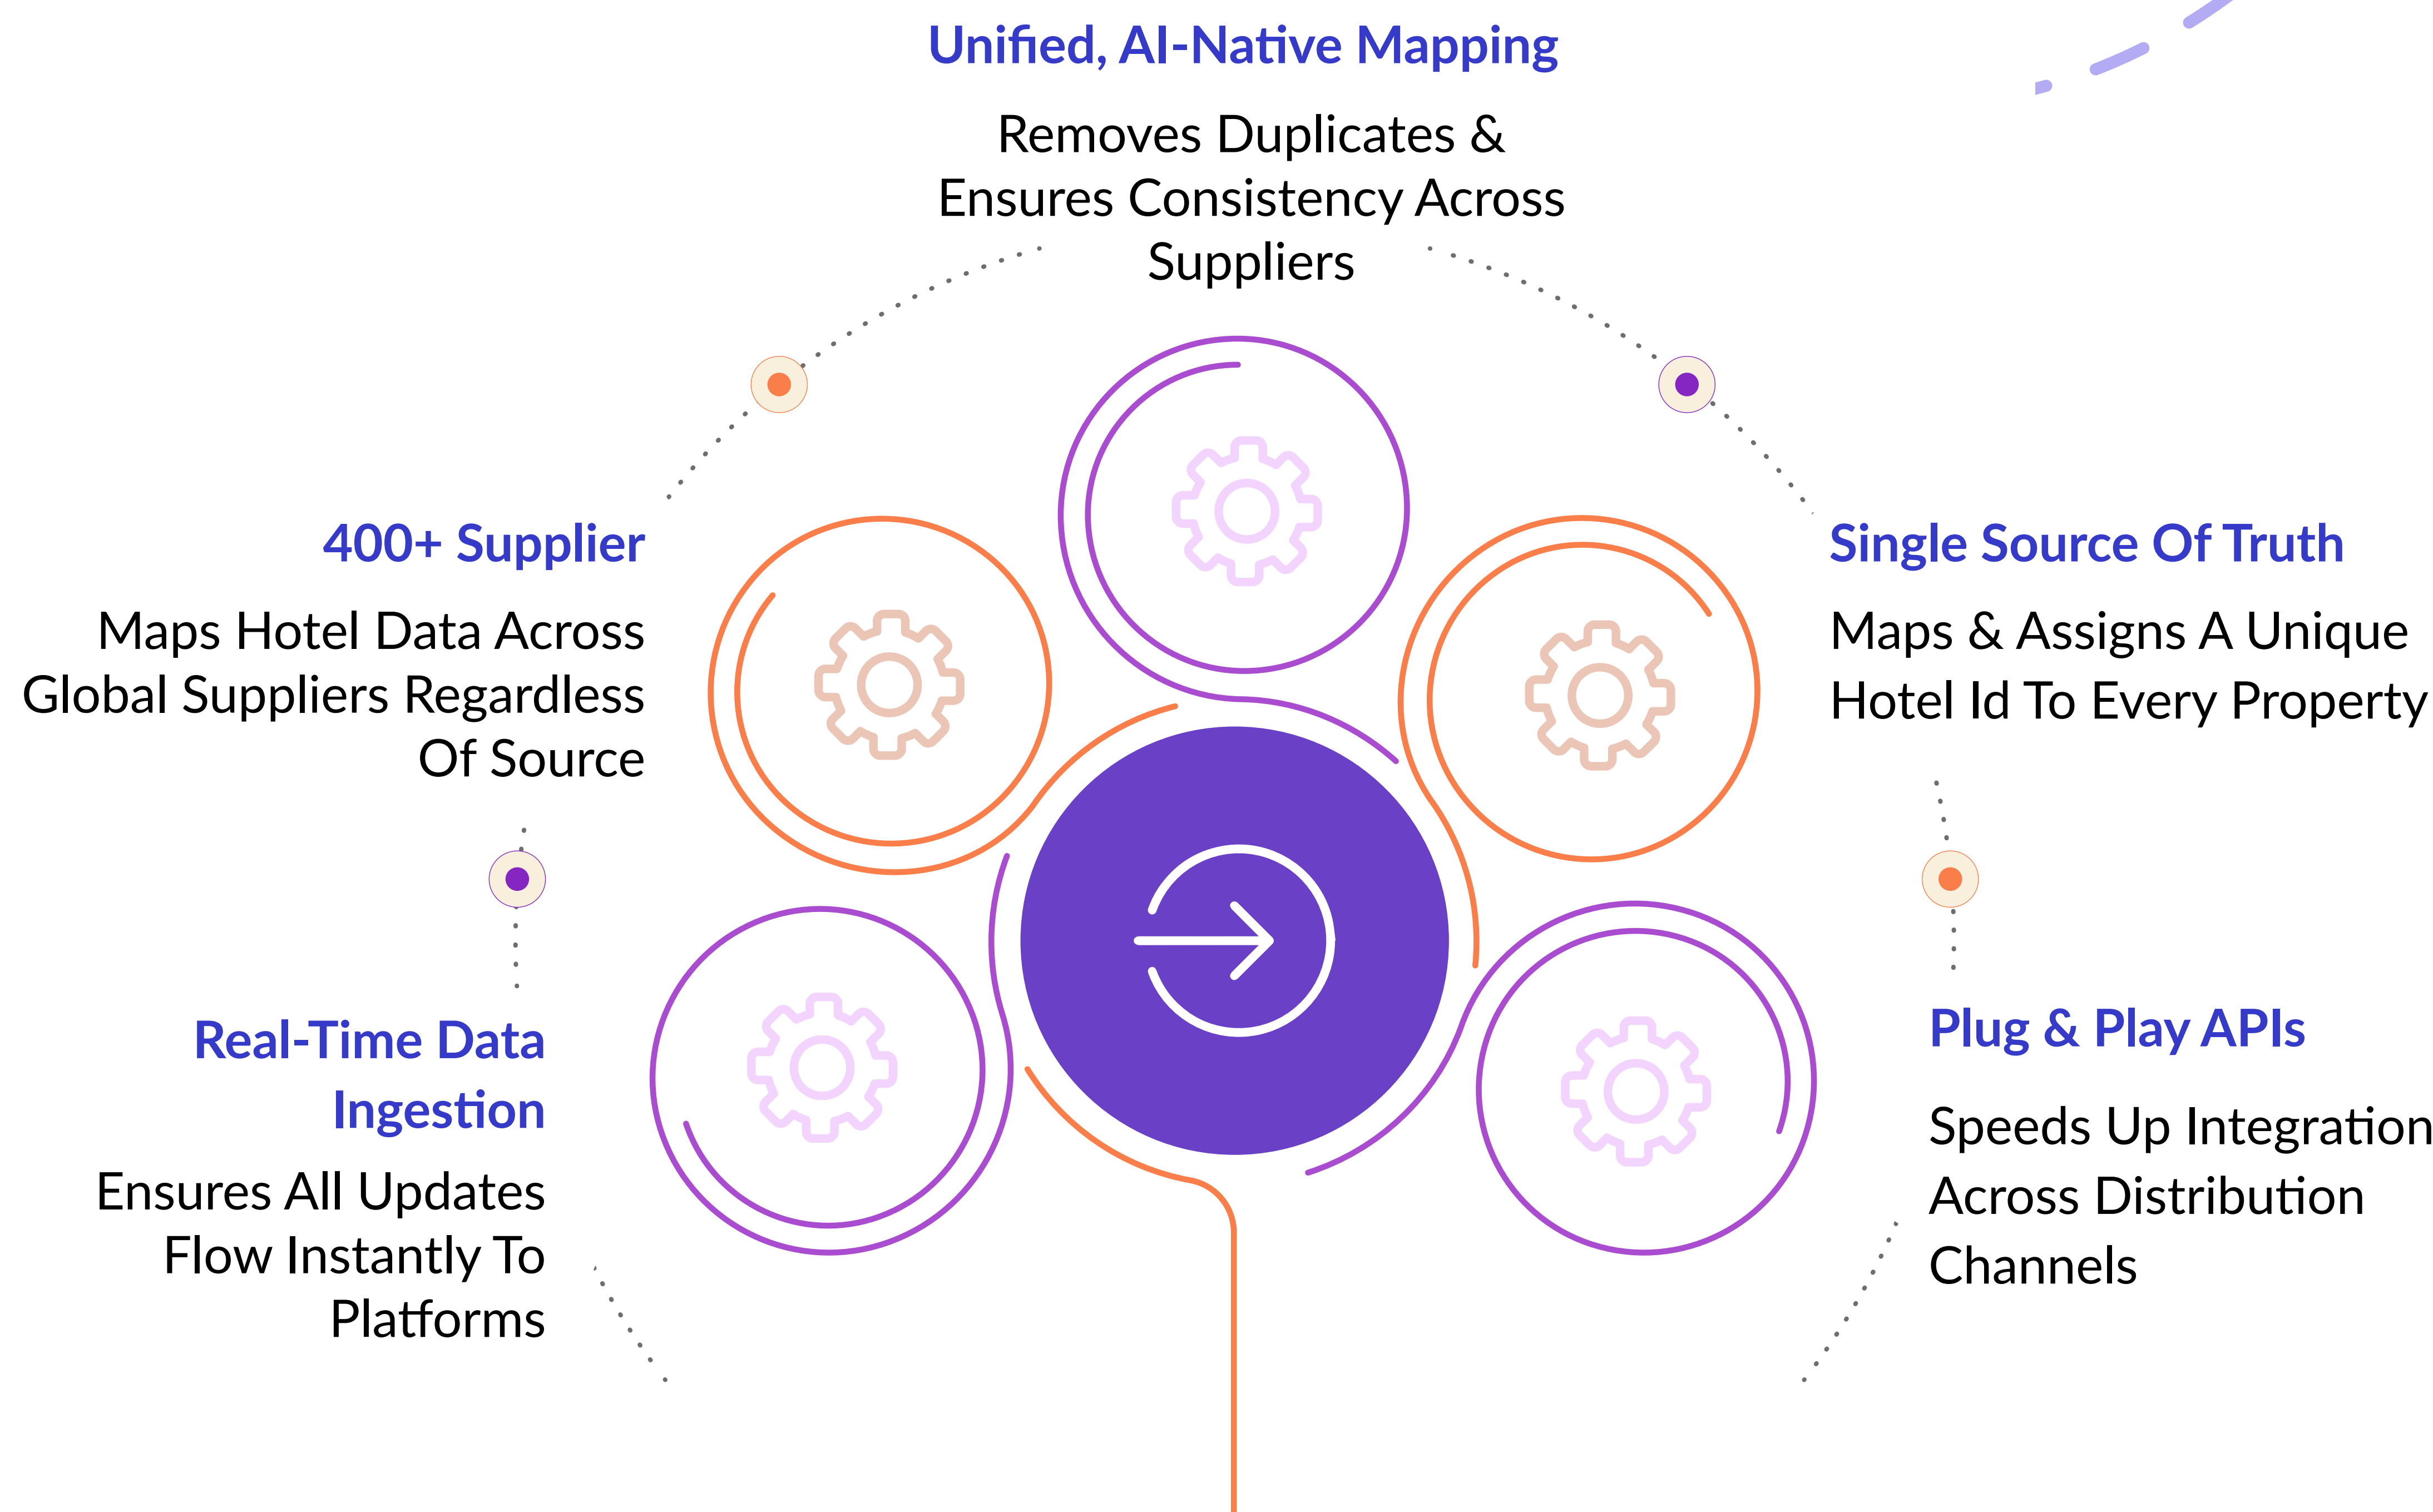 Unified, AI-Native Mapping
Removes Duplicates &
Ensures Consistency Across
Suppliers
400+ Supplier
Maps Hotel Data Across
Global Suppliers Regardless
Of Source
Single Source Of Truth
Maps & Assigns A Unique
Hotel Id To Every Property
Real-Time Data
Ingestion
Ensures All Updates
Flow Instantly To
Platforms
Plug & Play APIs
Speeds Up Integration
Across Distribution
Channels